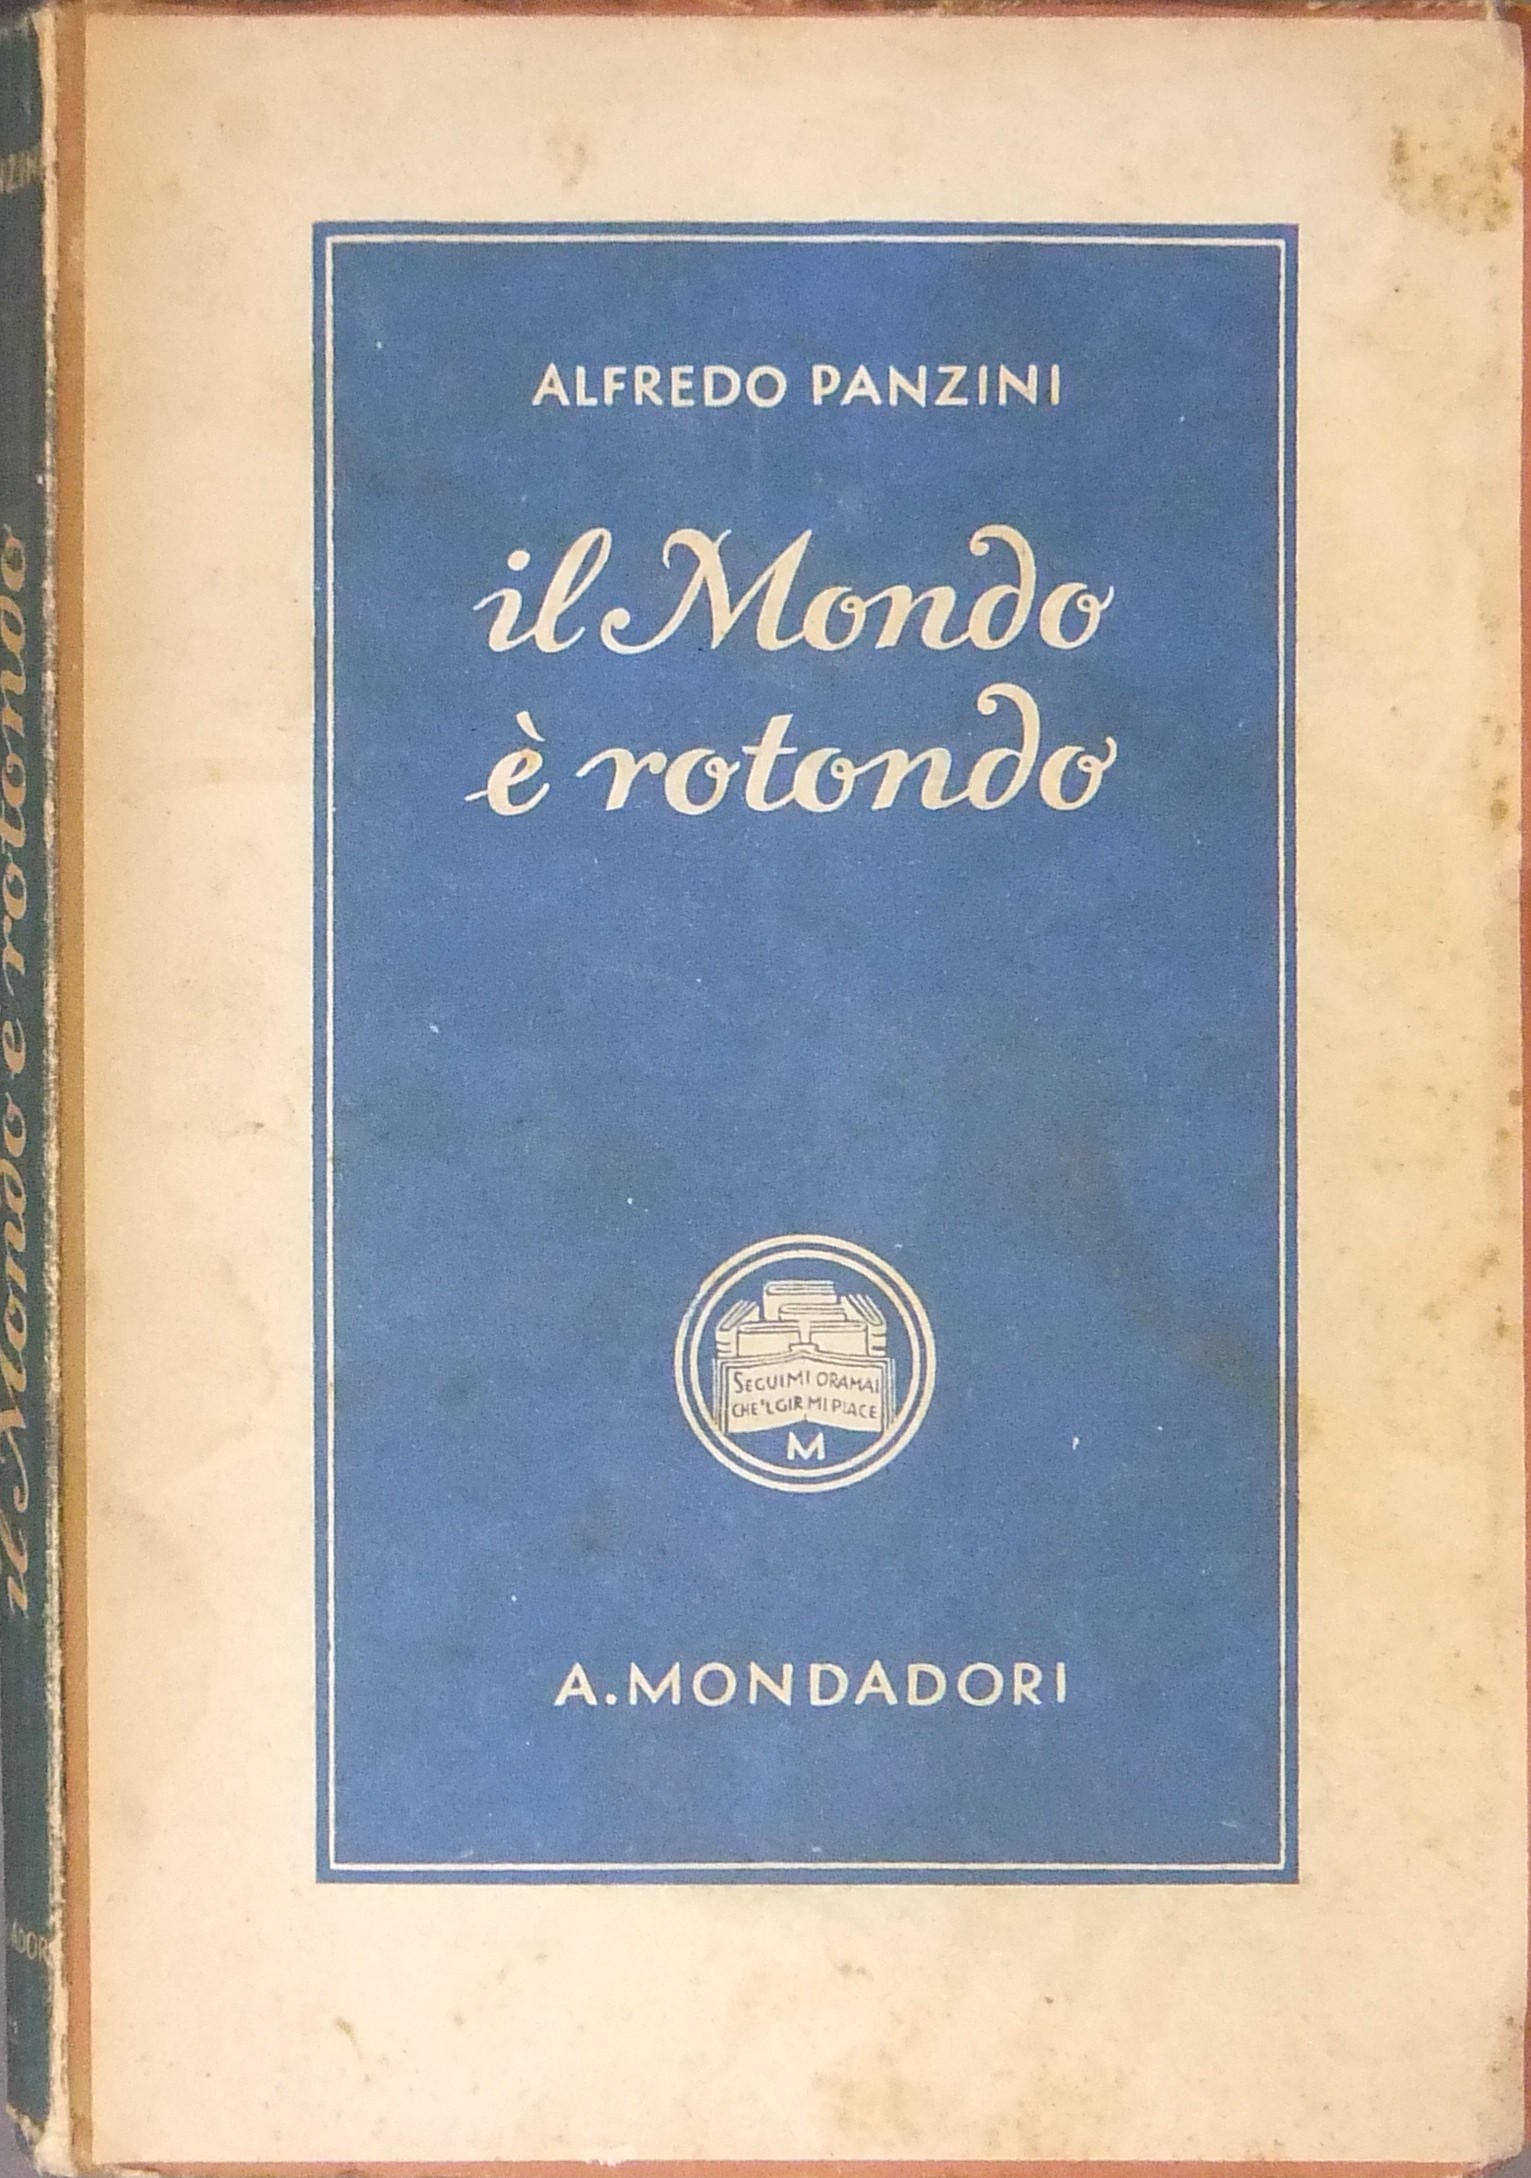 ALFREDO PANZINI
il Mondo
è rotondo
SEGUIMI ORAMAI
CHE 'L GIR MI PIACE
M
A. MONDADORI
il Mondo è rotondo